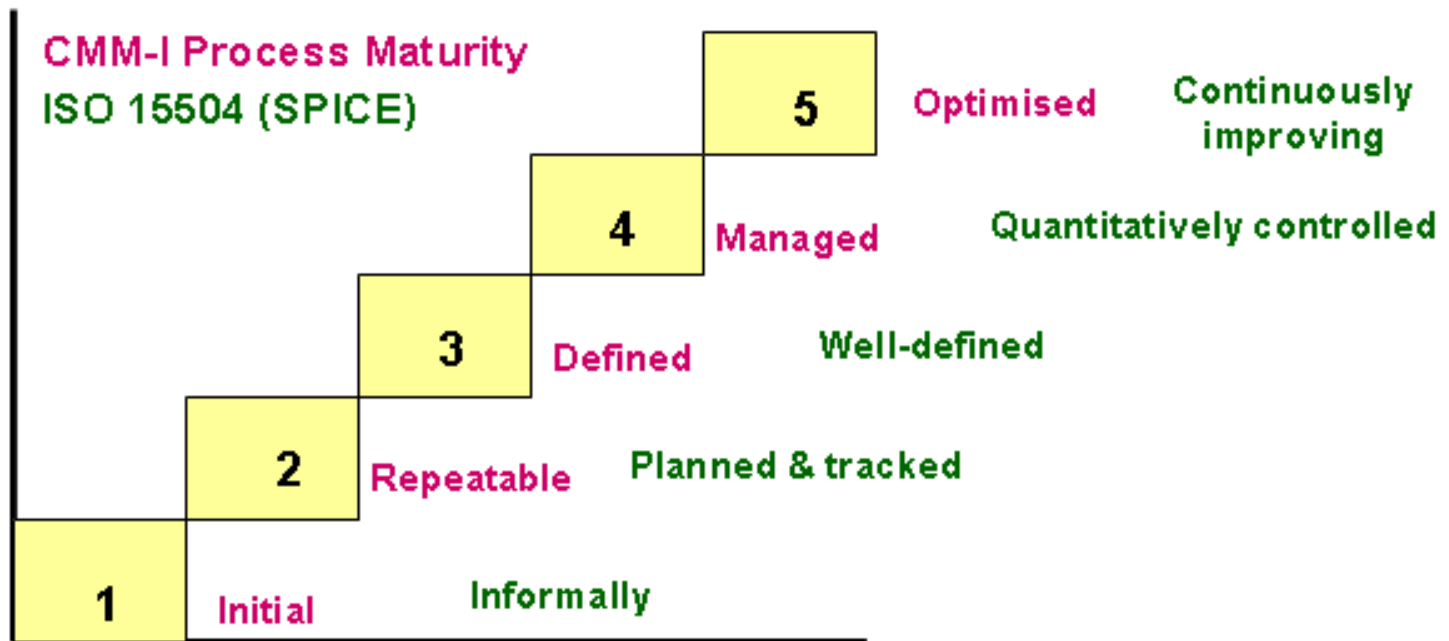 CMM-I Process Maturity
ISO 15504 (SPICE)
5 Optimised Continuously
improving
4 Managed Quantitatively controlled
3 Defined Well-defined
2 Repeatable Planned & tracked
1 Initial Informally